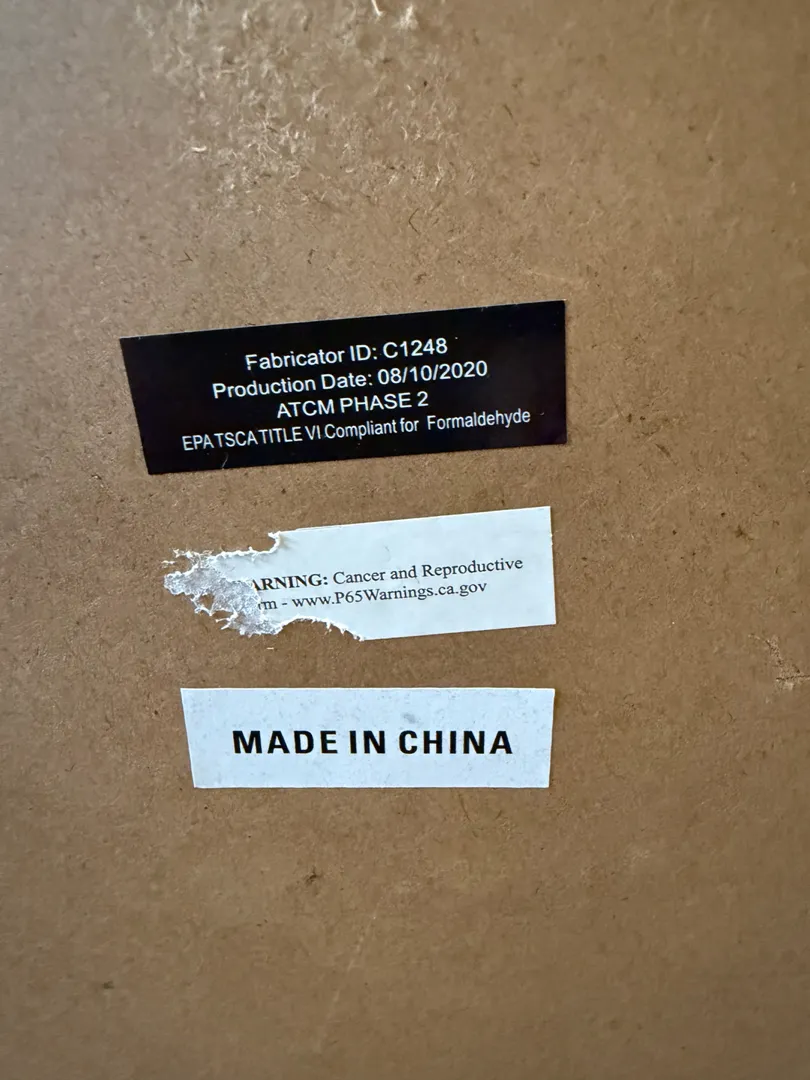 Fabricator ID: C1248
Production Date: 08/10/2020
ATCM PHASE 2
EPA TSCA TITLE VI Compliant for Formaldehyde
ARNING: Cancer and Reproductive
rm - www.P65Warnings.ca.gov
MADE IN CHINA